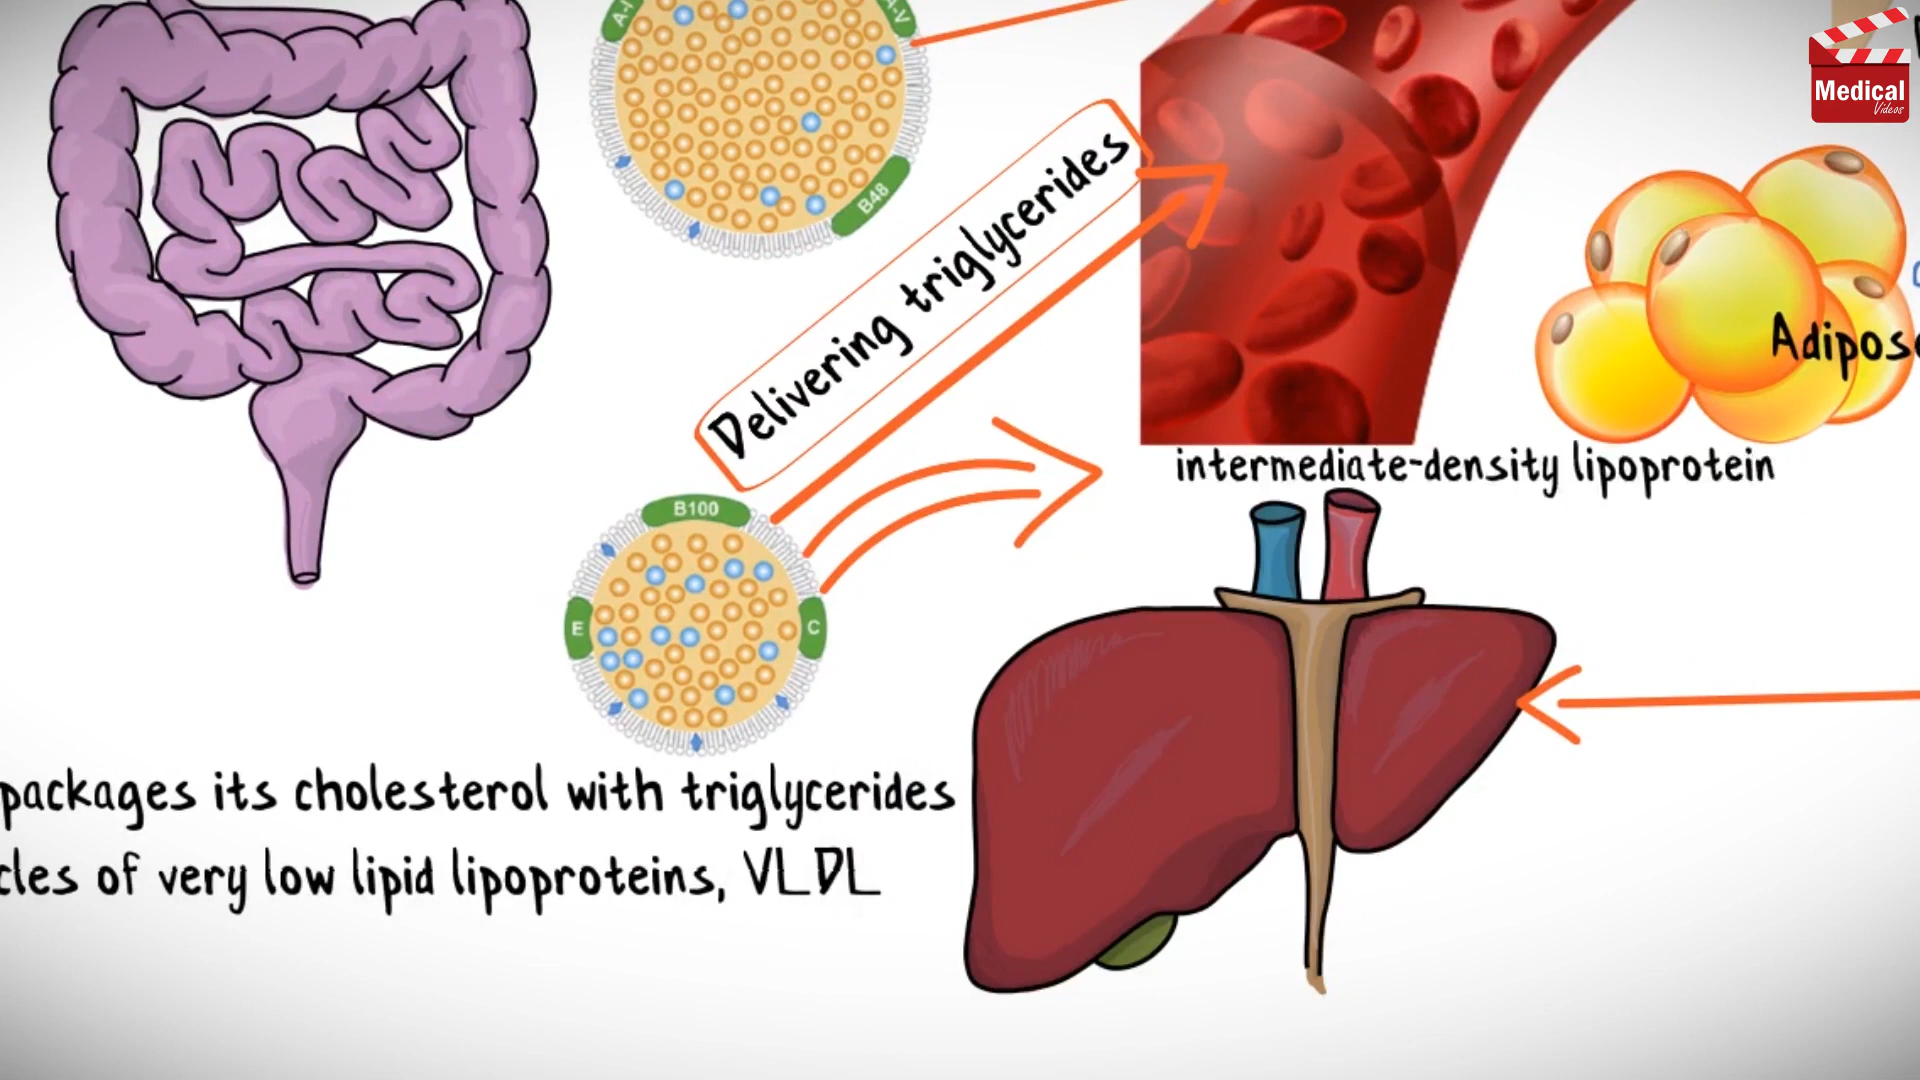 A-I
A-V
B48
Medical
Videos
Delivering triglycerides
intermediate-density lipoprotein
B100
E
C
packages its cholesterol with triglycerides
cles of very low lipid lipoproteins, VLDL
Adipose